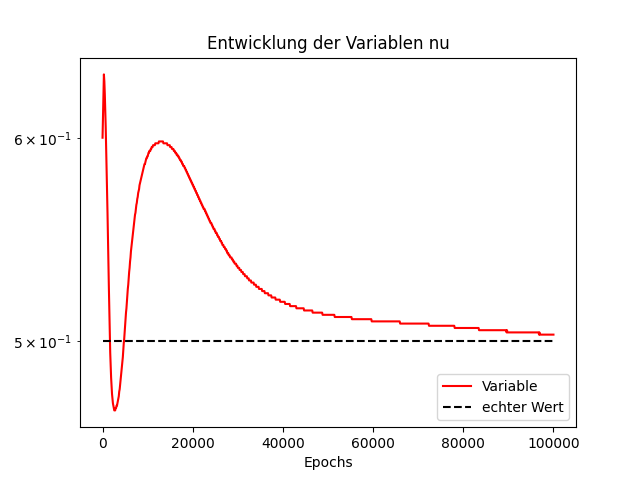 Entwicklung der Variablen nu
6 × 10⁻¹
5 × 10⁻¹
0 20000 40000 60000 80000 100000
Epochs
Variable
echter Wert